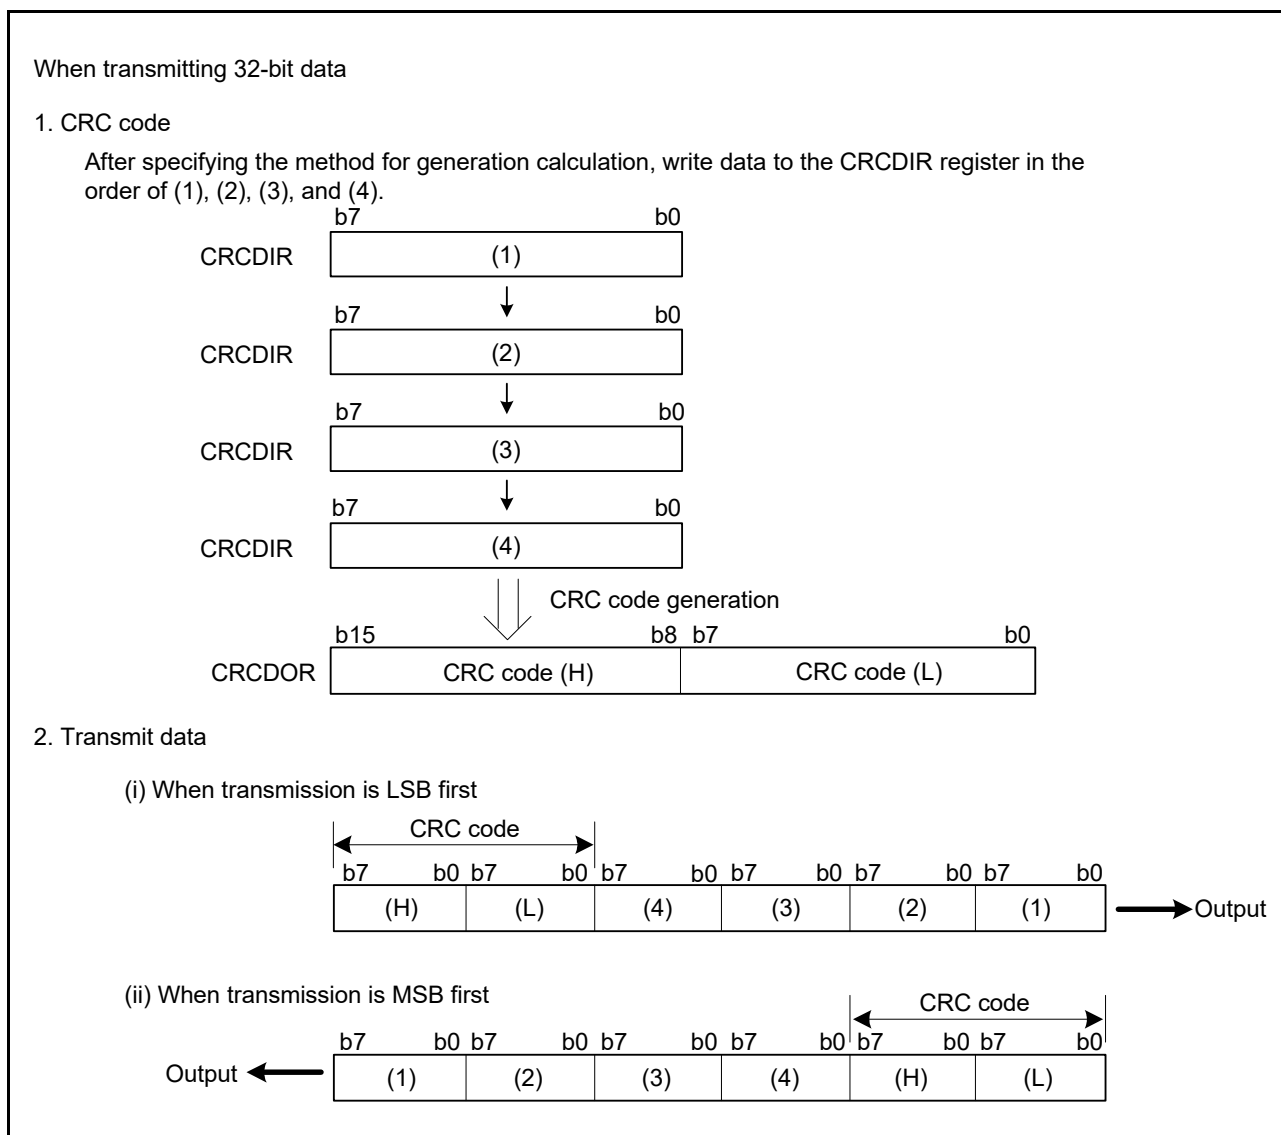 When transmitting 32-bit data
1. CRC code
After specifying the method for generation calculation, write data to the CRCDIR register in the
order of (1), (2), (3), and (4).
b7 b0
CRCDIR (1)
b7 b0
CRCDIR (2)
b7 b0
CRCDIR (3)
b7 b0
CRCDIR (4)
CRC code generation
b15 b8 b7 b0
CRCDOR CRC code (H) CRC code (L)
2. Transmit data
(i) When transmission is LSB first
CRC code
b7 b0 b7 b0 b7 b0 b7 b0 b7 b0 b7 b0
(H) (L) (4) (3) (2) (1) Output
(ii) When transmission is MSB first
CRC code
b7 b0 b7 b0 b7 b0 b7 b0 b7 b0 b7 b0
Output (1) (2) (3) (4) (H) (L)